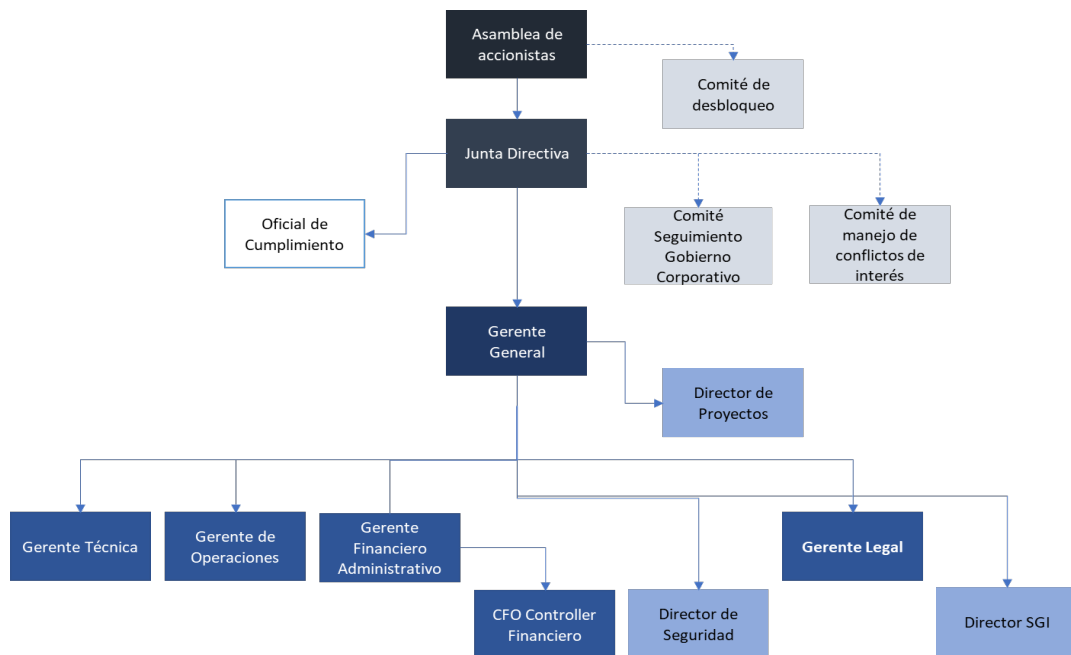 Asamblea de
accionistas
Comité de
desbloqueo
Junta Directiva
Oficial de
Cumplimiento
Comité
Seguimiento
Gobierno
Corporativo
Comité de
manejo de
conflictos de
interés
Gerente
General
Director de
Proyectos
Gerente Técnica
Gerente de
Operaciones
Gerente
Financiero
Administrativo
Gerente Legal
CFO Controller
Financiero
Director de
Seguridad
Director SGI